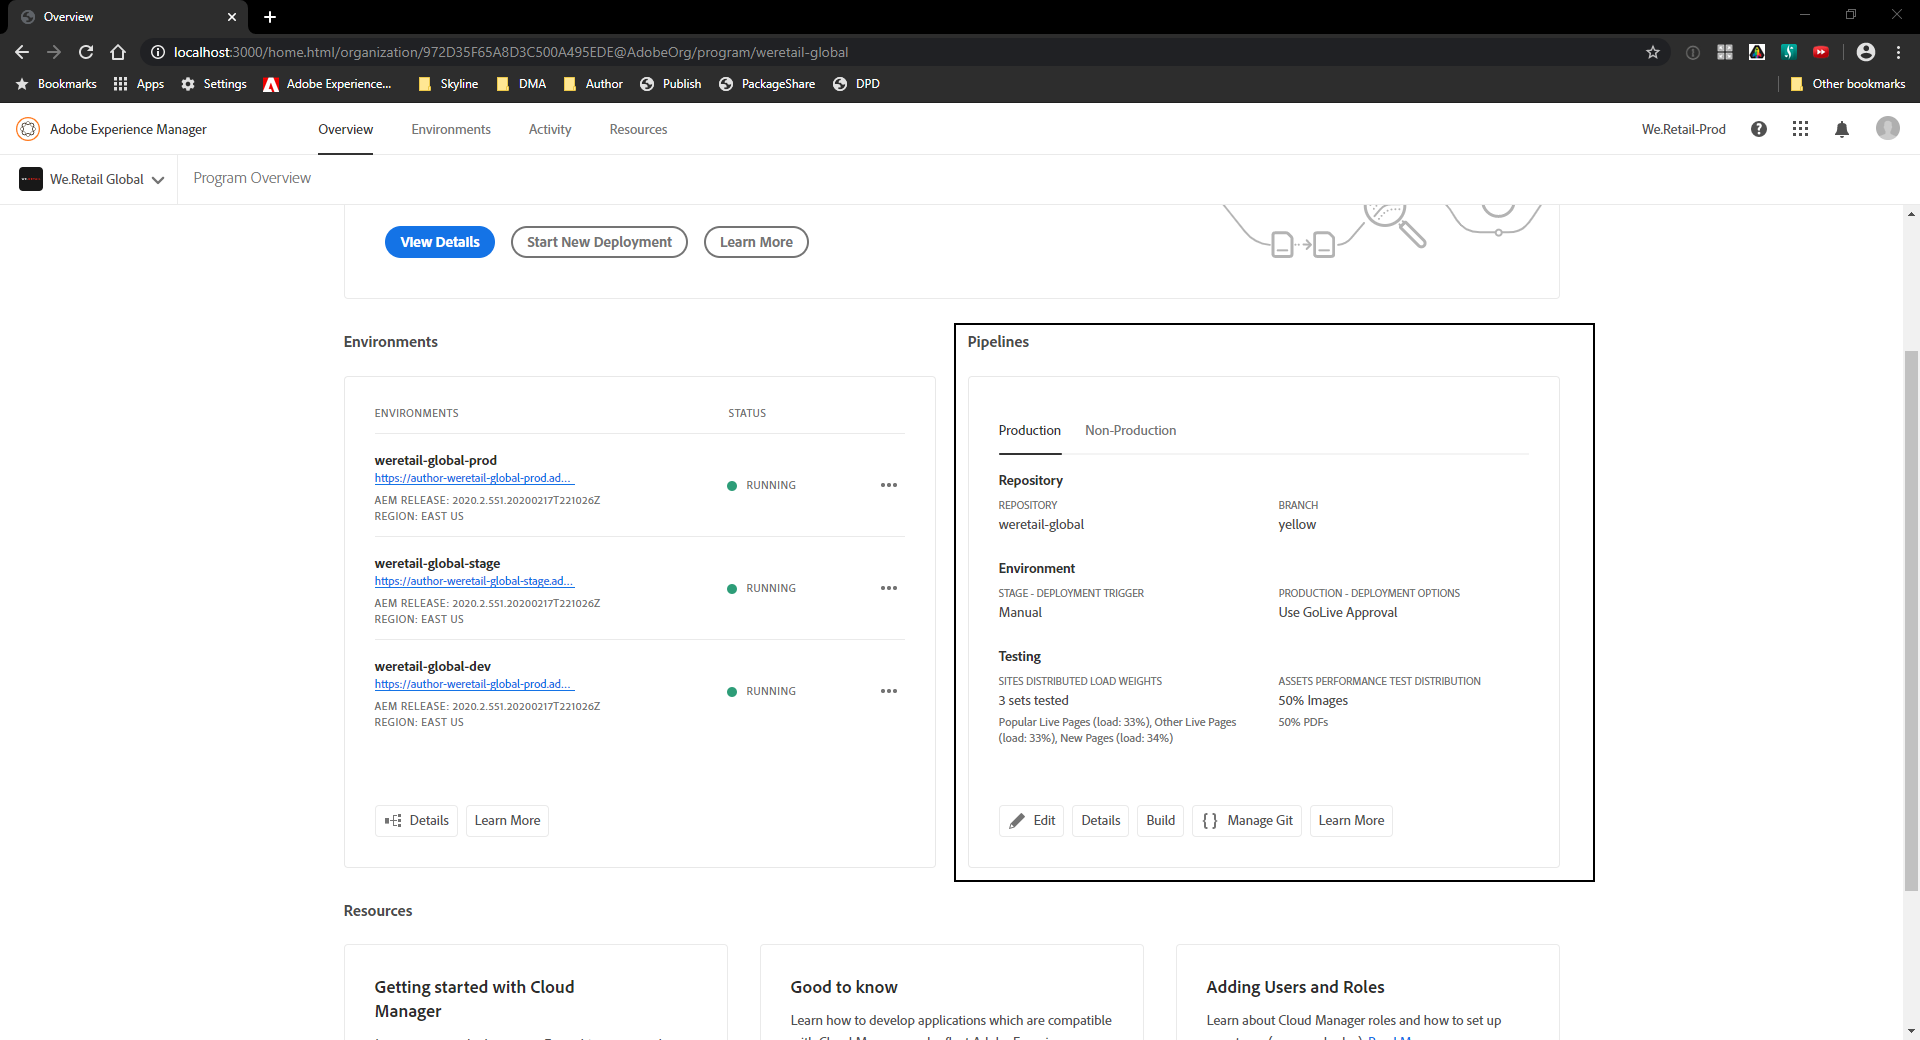 Overview
localhost:3000/home.html/organization/972D35F65A8D3C500A495EDE@AdobeOrg/program/weretail-global
Bookmarks Apps Settings Adobe Experience... Skyline DMA Author Publish PackageShare DPD Other bookmarks
Adobe Experience Manager Overview Environments Activity Resources We.Retail-Prod
We.Retail Global Program Overview
View Details Start New Deployment Learn More
Environments
ENVIRONMENTS STATUS
weretail-global-prod
https://author-weretail-global-prod.ad...
RUNNING
AEM RELEASE: 2020.2.551.20200217T221026Z
REGION: EAST US
weretail-global-stage
https://author-weretail-global-stage.ad...
RUNNING
AEM RELEASE: 2020.2.551.20200217T221026Z
REGION: EAST US
weretail-global-dev
https://author-weretail-global-prod.ad...
RUNNING
AEM RELEASE: 2020.2.551.20200217T221026Z
REGION: EAST US
Details Learn More
Pipelines
Production Non-Production
Repository
REPOSITORY BRANCH
weretail-global yellow
Environment
STAGE - DEPLOYMENT TRIGGER PRODUCTION - DEPLOYMENT OPTIONS
Manual Use GoLive Approval
Testing
SITES DISTRIBUTED LOAD WEIGHTS ASSETS PERFORMANCE TEST DISTRIBUTION
3 sets tested 50% Images
Popular Live Pages (load: 33%), Other Live Pages 50% PDFs
(load: 33%), New Pages (load: 34%)
Edit Details Build Manage Git Learn More
Resources
Getting started with Cloud
Manager
Good to know
Learn how to develop applications which are compatible
Adding Users and Roles
Learn about Cloud Manager roles and how to set up